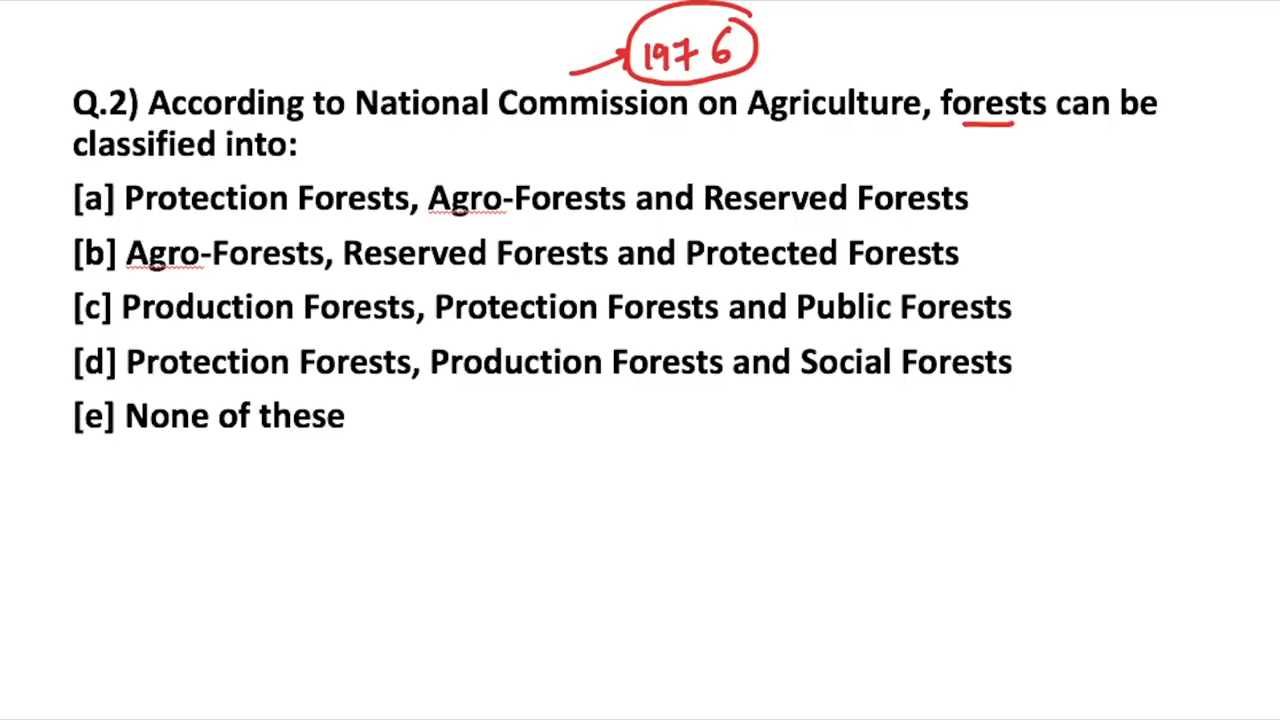 1976
Q.2) According to National Commission on Agriculture, forests can be
classified into:
[a] Protection Forests, Agro-Forests and Reserved Forests
[b] Agro-Forests, Reserved Forests and Protected Forests
[c] Production Forests, Protection Forests and Public Forests
[d] Protection Forests, Production Forests and Social Forests
[e] None of these